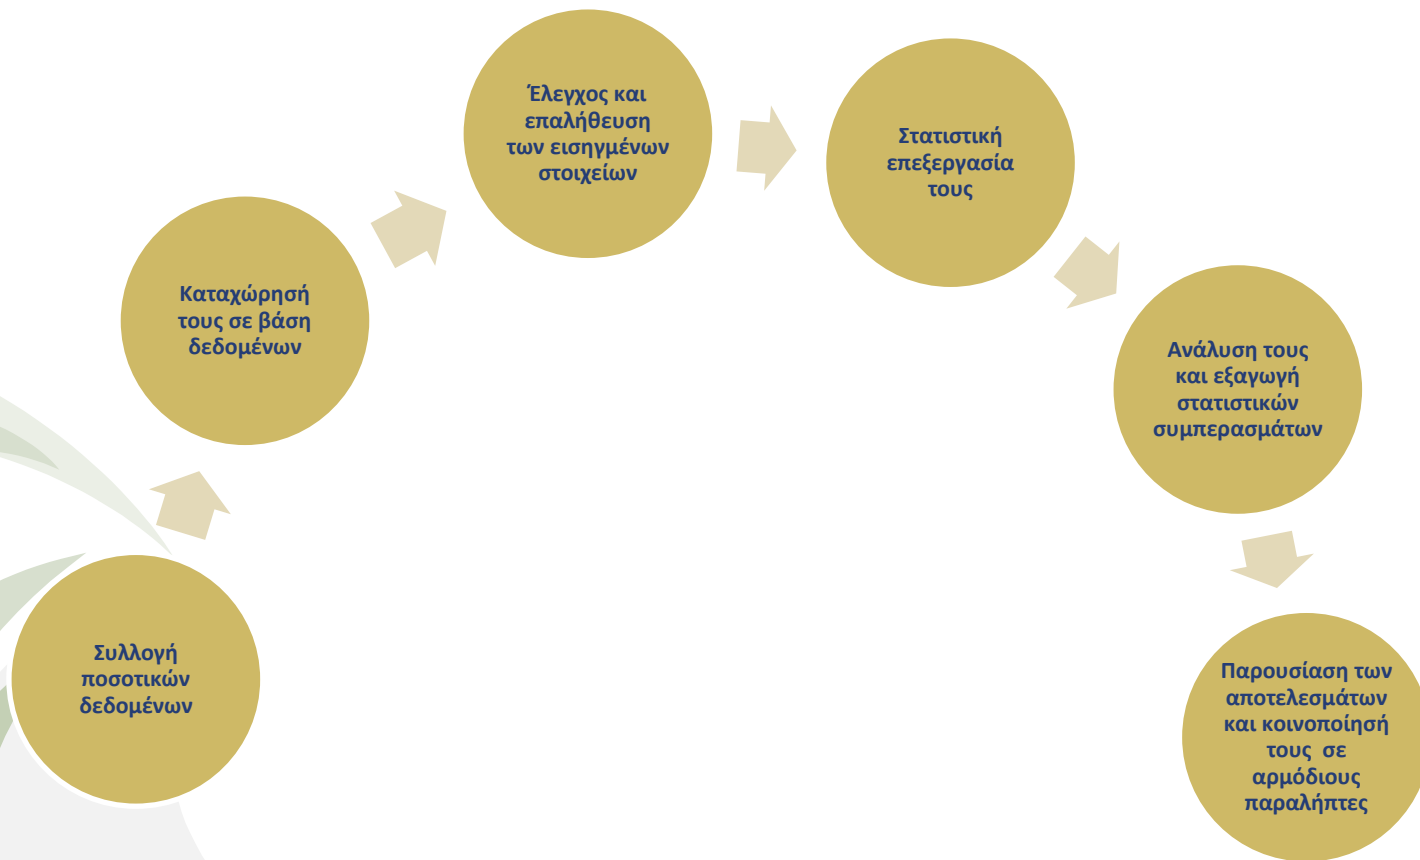 Συλλογή
ποσοτικών
δεδομένων
Καταχώρησή
τους σε βάση
δεδομένων
Έλεγχος και
επαλήθευση
των εισηγμένων
στοιχείων
Στατιστική
επεξεργασία
τους
Ανάλυση τους
και εξαγωγή
στατιστικών
συμπερασμάτων
Παρουσίαση των
αποτελεσμάτων
και κοινοποίησή
τους σε
αρμόδιους
παραλήπτες